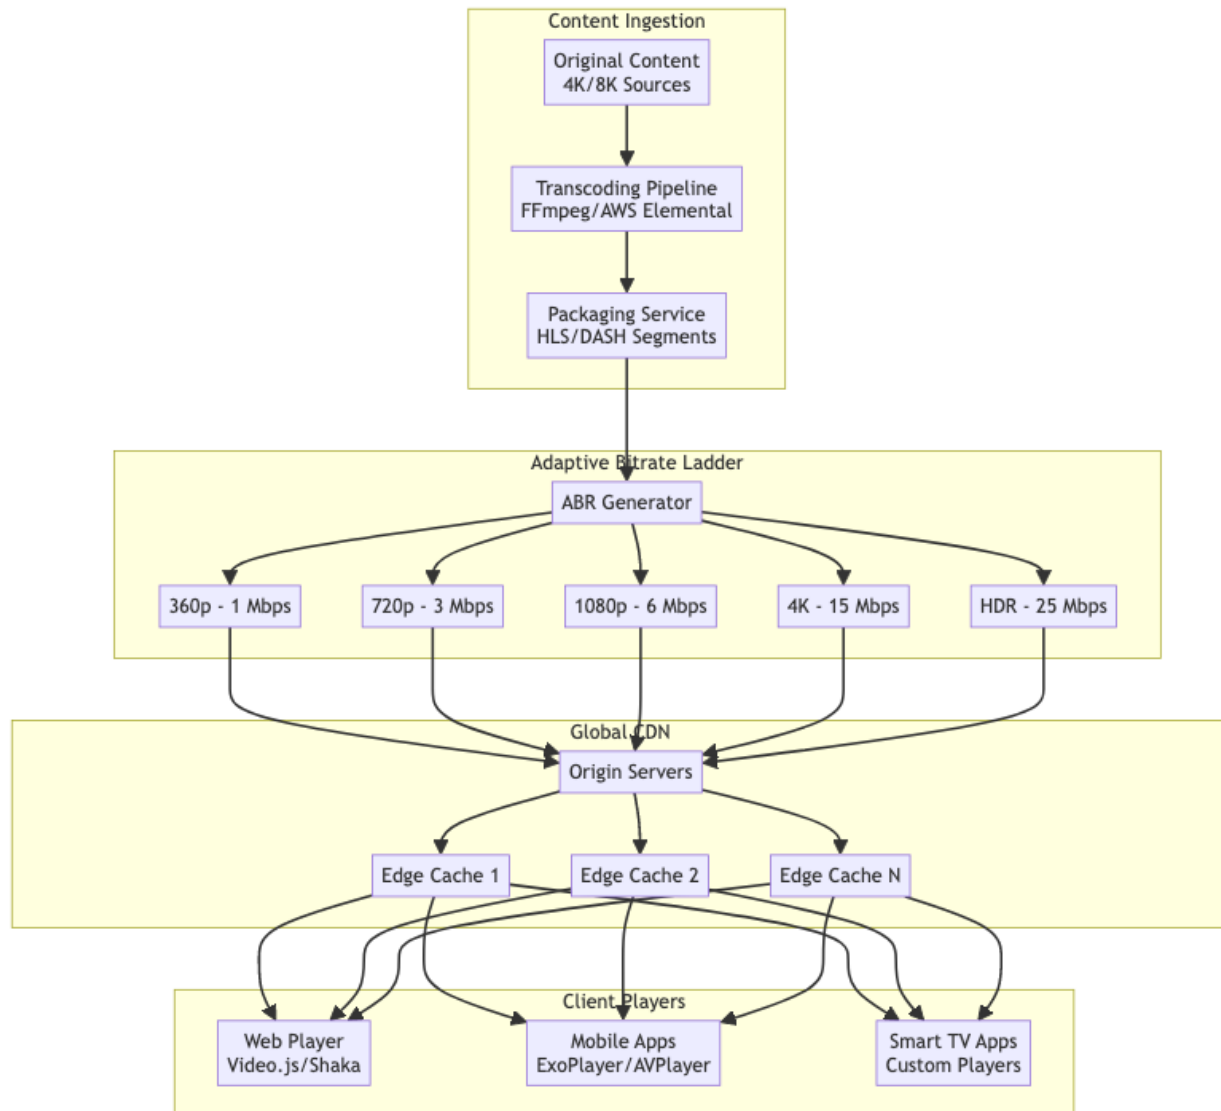 Content Ingestion
Original Content
4K/8K Sources
Transcoding Pipeline
FFmpeg/AWS Elemental
Packaging Service
HLS/DASH Segments
Adaptive Bitrate Ladder
ABR Generator
360p - 1 Mbps
720p - 3 Mbps
1080p - 6 Mbps
4K - 15 Mbps
HDR - 25 Mbps
Global CDN
Origin Servers
Edge Cache 1
Edge Cache 2
Edge Cache N
Client Players
Web Player
Video.js/Shaka
Mobile Apps
ExoPlayer/AVPlayer
Smart TV Apps
Custom Players